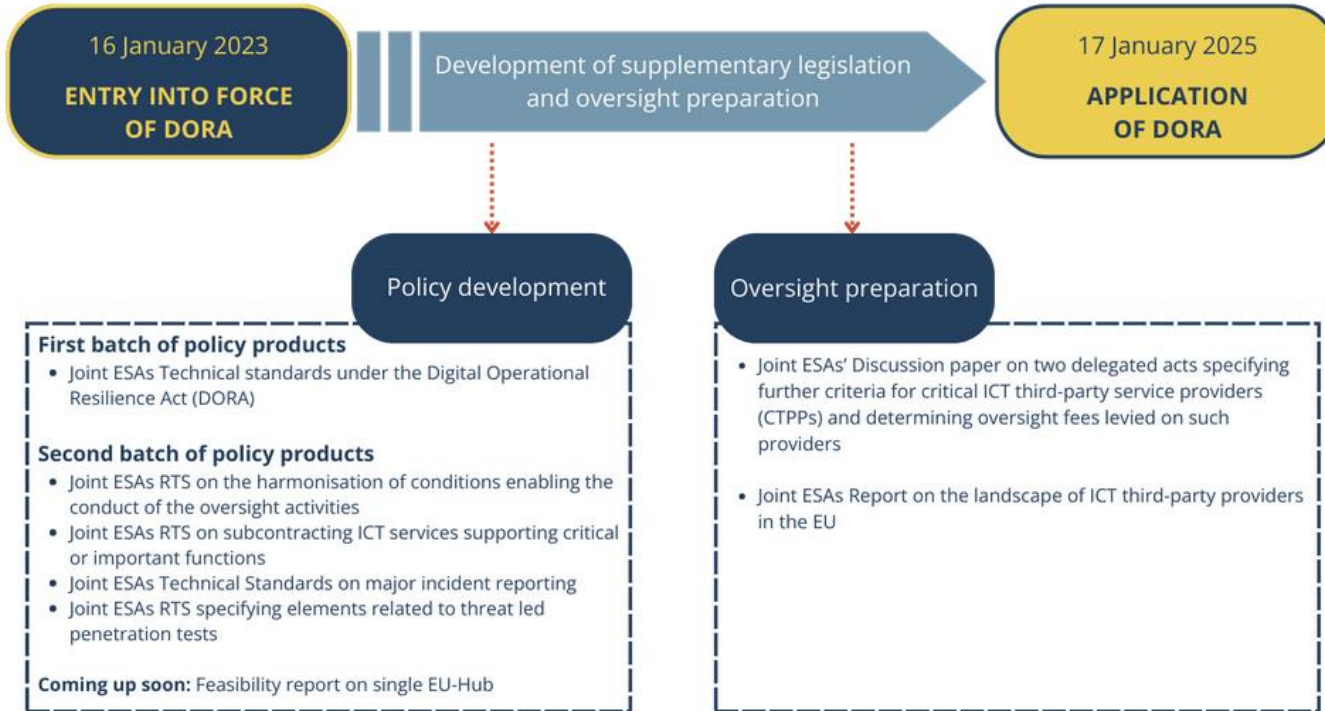 16 January 2023
ENTRY INTO FORCE
OF DORA
Development of supplementary legislation
and oversight preparation
17 January 2025
APPLICATION
OF DORA
Policy development
First batch of policy products
• Joint ESAs Technical standards under the Digital Operational
Resilience Act (DORA)
Second batch of policy products
• Joint ESAs RTS on the harmonisation of conditions enabling the
conduct of the oversight activities
• Joint ESAs RTS on subcontracting ICT services supporting critical
or important functions
• Joint ESAs Technical Standards on major incident reporting
• Joint ESAs RTS specifying elements related to threat led
penetration tests
Coming up soon: Feasibility report on single EU-Hub
Oversight preparation
• Joint ESAs' Discussion paper on two delegated acts specifying
further criteria for critical ICT third-party service providers
(CTPPs) and determining oversight fees levied on such
providers
• Joint ESAs Report on the landscape of ICT third-party providers
in the EU